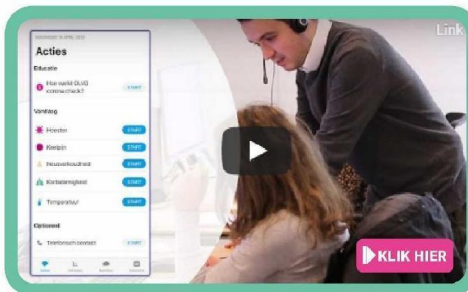 Link
Acties
Educatie
Hoe werkt OLVG
corona check?
START
Vandaag
Hoesten
START
Keelpijn
START
Neusverkoudheid
START
Kortademigheid
START
Temperatuur
START
Optioneel
Telefonisch contact
START
KLIK HIER